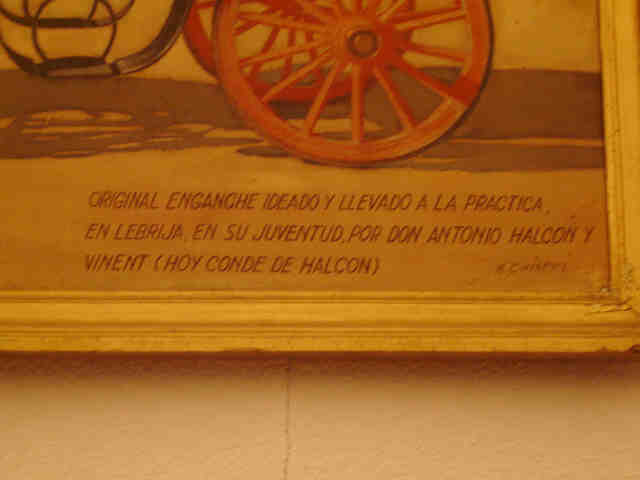 ORIGINAL ENGANCHE IDEADO Y LLEVADO A LA PRACTICA,
EN LEBRIJA, EN SU JUVENTUD, POR DON ANTONIO HALCON Y
VINENT (HOY CONDE DE HALCON)